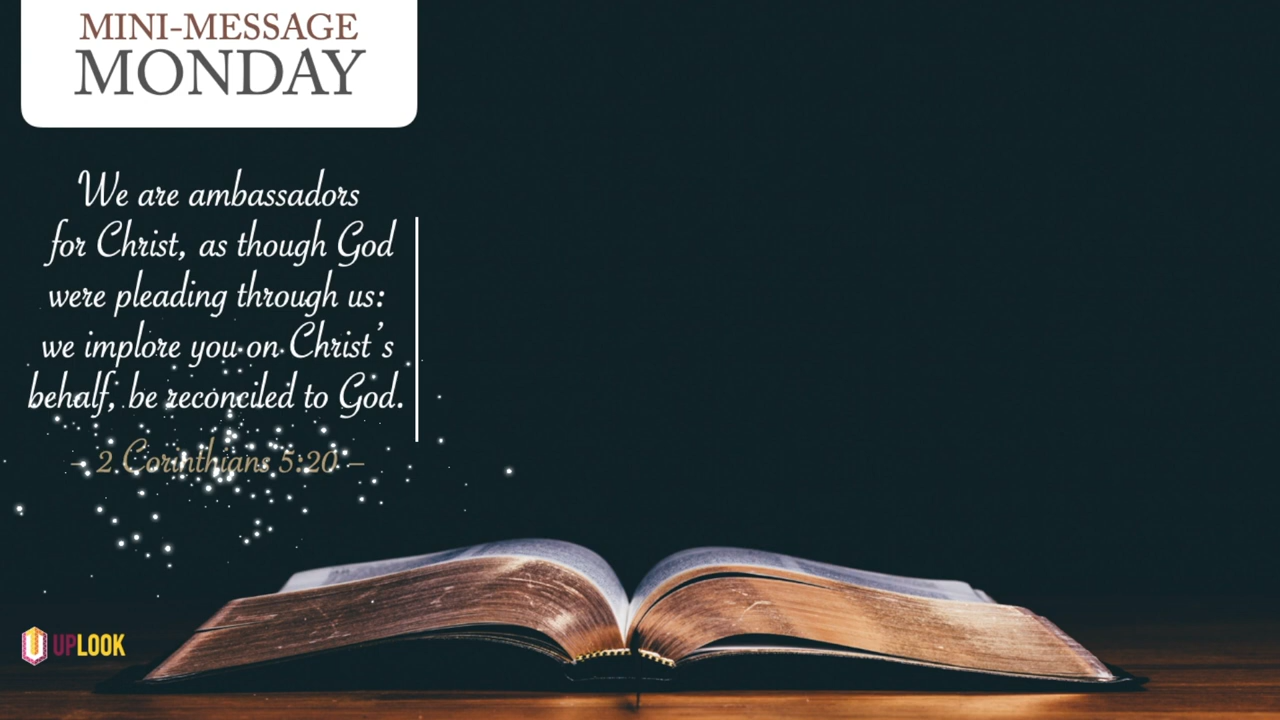 MINI-MESSAGE
MONDAY
We are ambassadors
for Christ, as though God
were pleading through us:
we implore you on Christ's
behalf, be reconciled to God.
– 2 Corinthians 5:20 –
UPLOOK